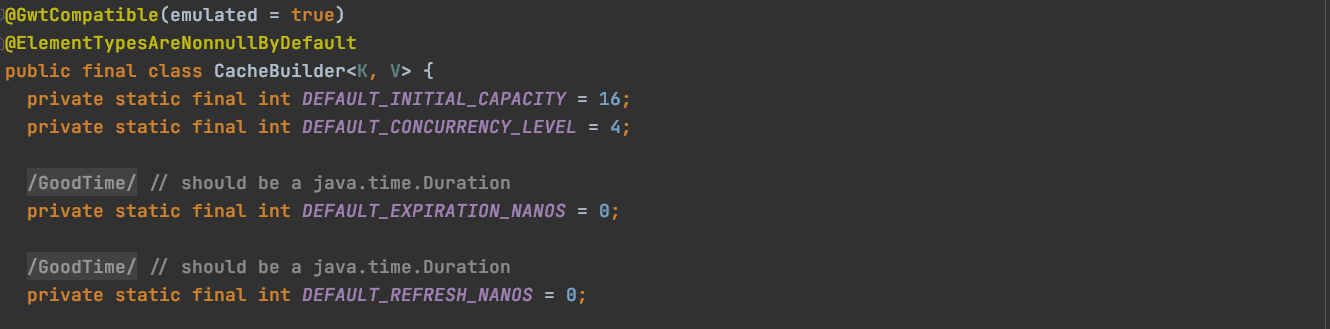 @GwtCompatible(emulated = true)
@ElementTypesAreNonnullByDefault
public final class CacheBuilder<K, V> {
private static final int DEFAULT_INITIAL_CAPACITY = 16;
private static final int DEFAULT_CONCURRENCY_LEVEL = 4;
/GoodTime/ // should be a java.time.Duration
private static final int DEFAULT_EXPIRATION_NANOS = 0;
/GoodTime/ // should be a java.time.Duration
private static final int DEFAULT_REFRESH_NANOS = 0;